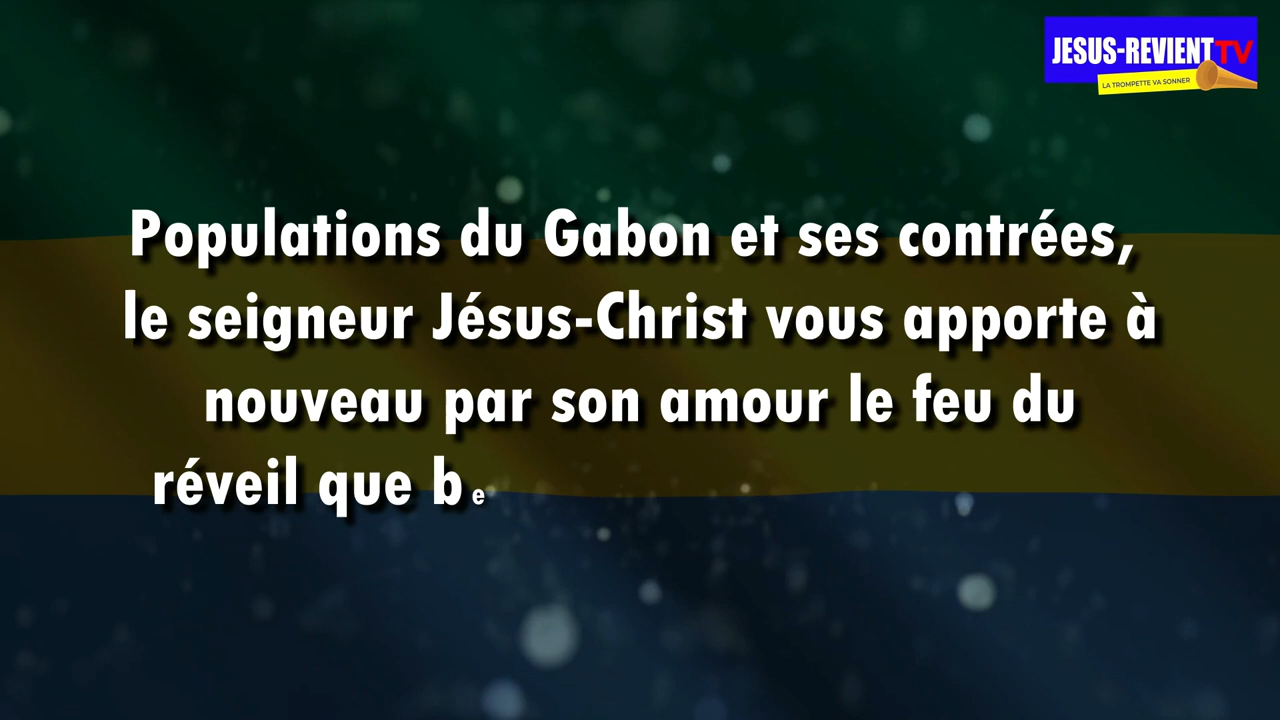 JESUS-REVIENT TV
LA TROMPETTE VA SONNER
Populations du Gabon et ses contrées,
le seigneur Jésus-Christ vous apporte à
nouveau par son amour le feu du
réveil que be